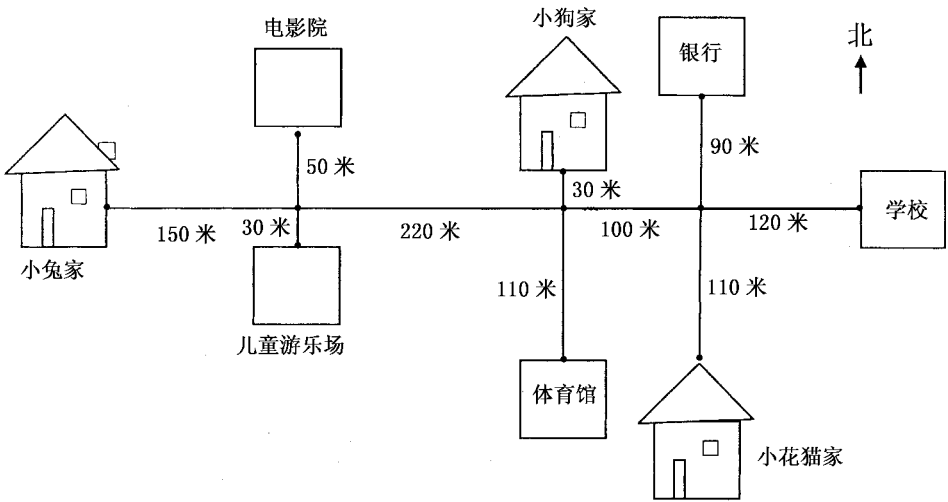 电影院
小狗家
银行
北
50 米
90 米
30 米
学校
150 米
30 米
220 米
100 米
120 米
小兔家
110 米
110 米
儿童游乐场
体育馆
小花猫家